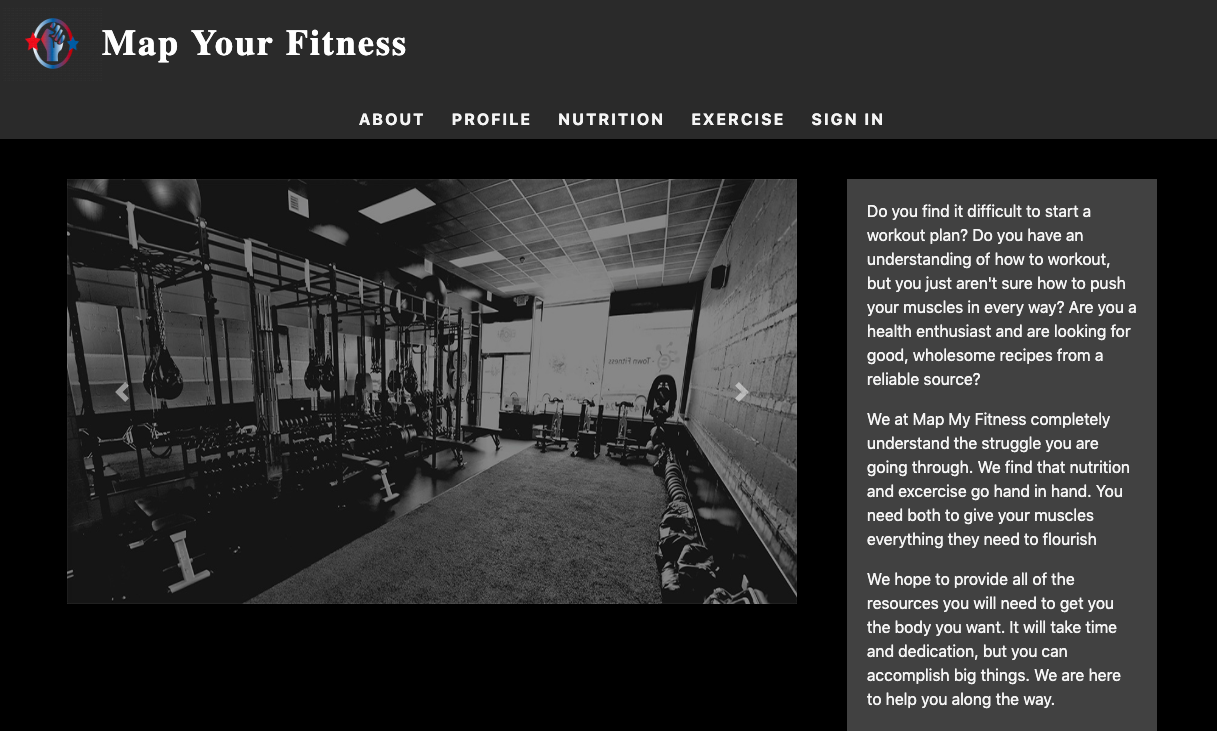 Map Your Fitness
ABOUT PROFILE NUTRITION EXERCISE SIGN IN
Town Fitness
Do you find it difficult to start a
workout plan? Do you have an
understanding of how to workout,
but you just aren't sure how to push
your muscles in every way? Are you a
health enthusiast and are looking for
good, wholesome recipes from a
reliable source?
We at Map My Fitness completely
understand the struggle you are
going through. We find that nutrition
and excercise go hand in hand. You
need both to give your muscles
everything they need to flourish
We hope to provide all of the
resources you will need to get you
the body you want. It will take time
and dedication, but you can
accomplish big things. We are here
to help you along the way.